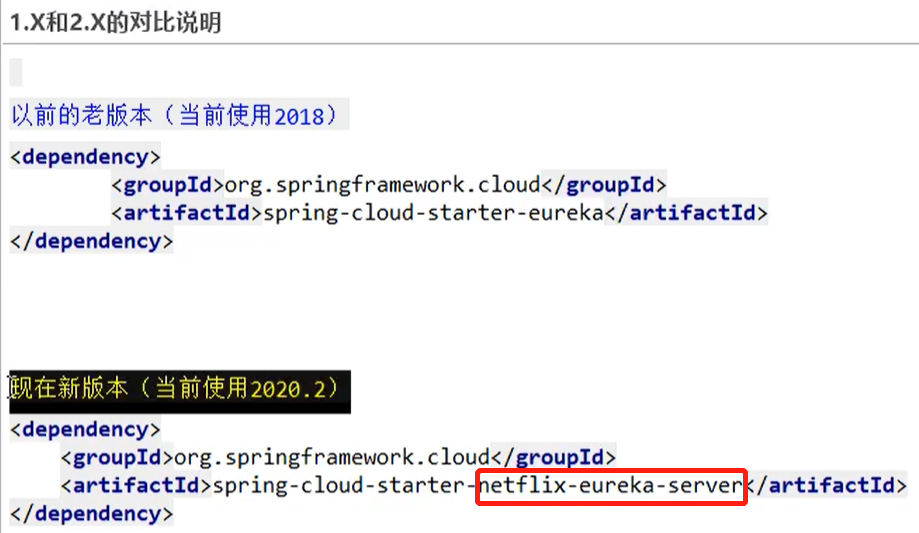 1.X和2.X的对比说明
以前的老版本（当前使用2018）
<dependency>
<groupId>org.springframework.cloud</groupId>
<artifactId>spring-cloud-starter-eureka</artifactId>
</dependency>
现在新版本（当前使用2020.2）
<dependency>
<groupId>org.springframework.cloud</groupId>
<artifactId>spring-cloud-starter-netflix-eureka-server</artifactId>
</dependency>